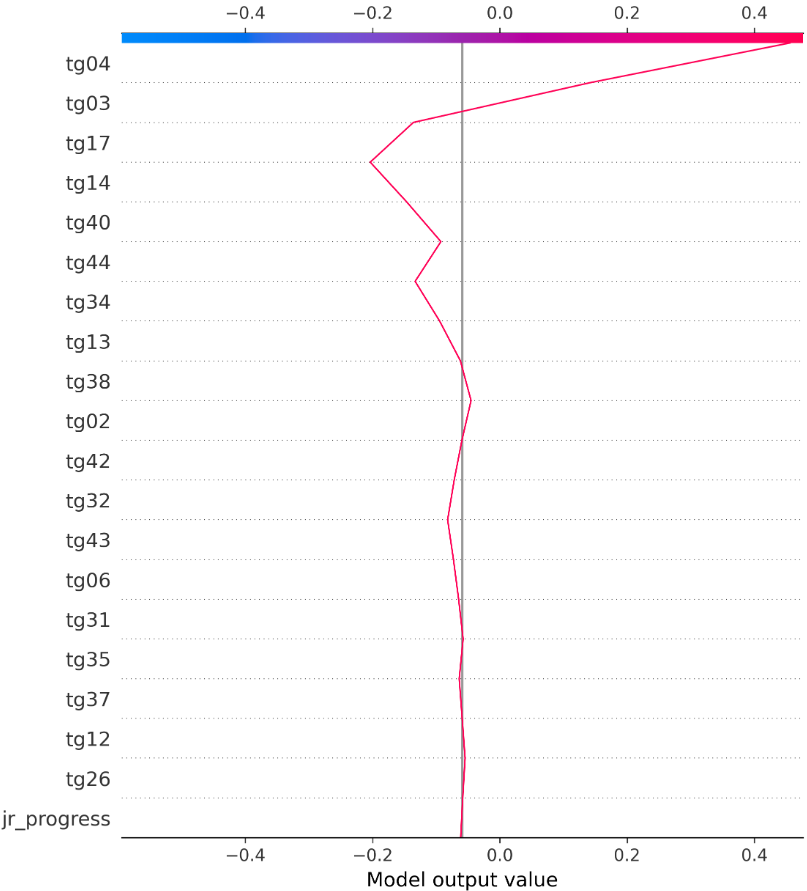 −0.4 −0.2 0.0 0.2 0.4
tg04
tg03
tg17
tg14
tg40
tg44
tg34
tg13
tg38
tg02
tg42
tg32
tg43
tg06
tg31
tg35
tg37
tg12
tg26
jr_progress
−0.4 −0.2 0.0 0.2 0.4
Model output value